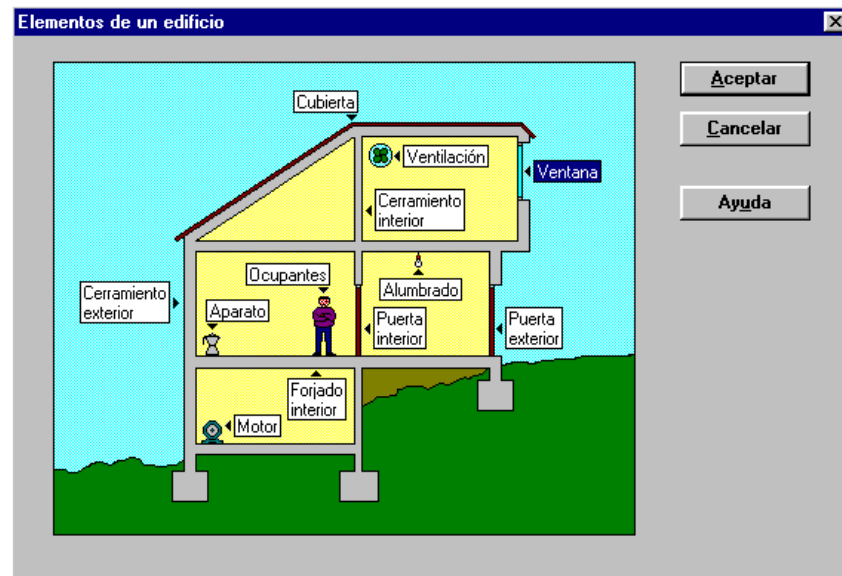 Elementos de un edificio
Aceptar
Cancelar
Ayuda
Cubierta
Ventilación
Ventana
Cerramiento
interior
Ocupantes
Alumbrado
Cerramiento
exterior
Aparato
Puerta
interior
Puerta
exterior
Forjado
interior
Motor